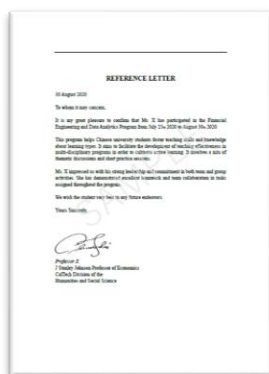 REFERENCE LETTER
10 August 2020
To whom it may concern,
It is my great pleasure to confirm that Mr. X has participated in the Financial
Engineering and Data Analytics Program from July 21st 2020 to August 30st 2020.
This program helps Chinese university students foster teaching skills and knowledge
about learning types. It aims to facilitate the development of teaching effectiveness in
multi-disciplinary programs in order to cultivate active learning. It involves a mix of
thematic discussions and short practice sessions.
Mr. X impressed us with his strong leadership and commitment in both team and group
activities. She has demonstrated excellent teamwork and team collaboration in tasks
assigned throughout the program.
We wish the student very best in any future endeavors.
Yours Sincerely,
Professor X
J Stanley Johnson Professor of Economics
CalTech Division of the
Humanities and Social Science
SAMPLE